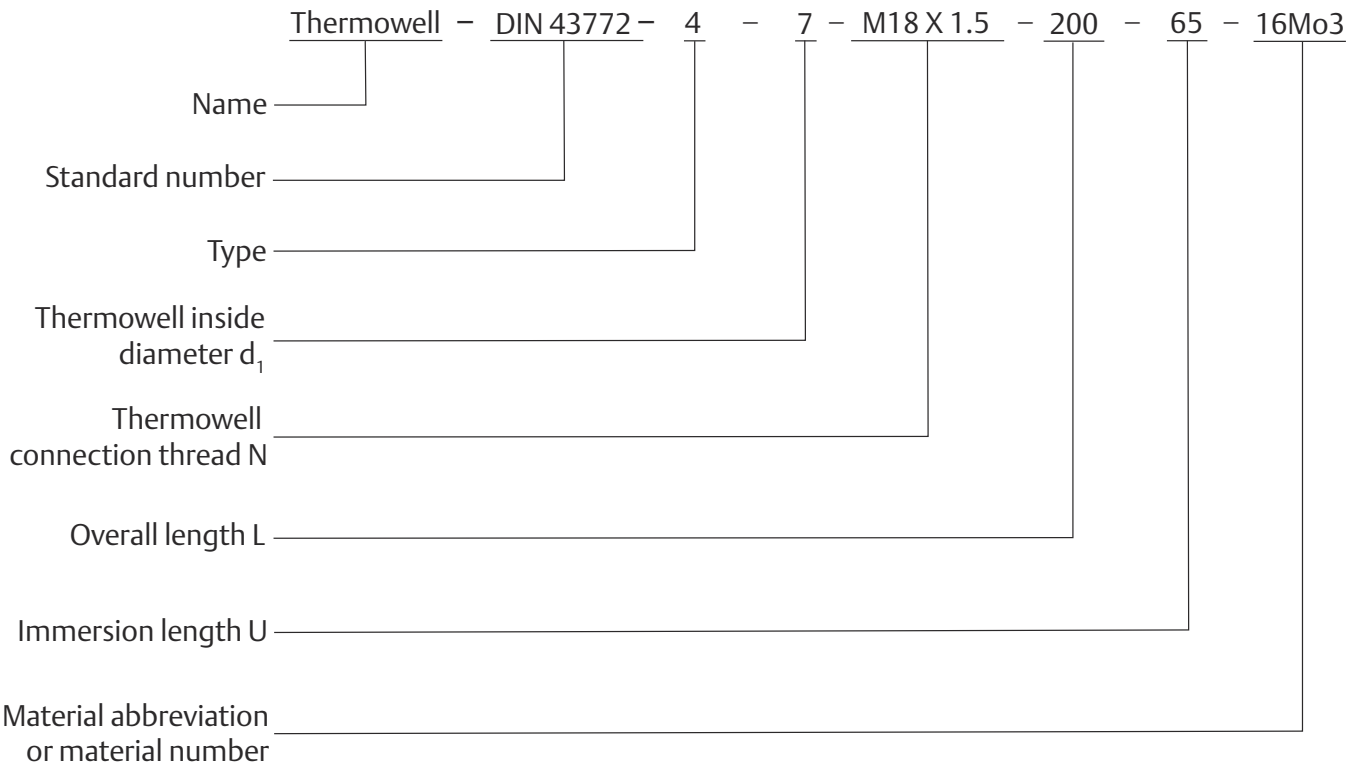 Thermowell – DIN 43772 – 4 – 7 – M18 X 1.5 – 200 – 65 – 16Mo3
Name
Standard number
Type
Thermowell inside
diameter d₁
Thermowell
connection thread N
Overall length L
Immersion length U
Material abbreviation
or material number